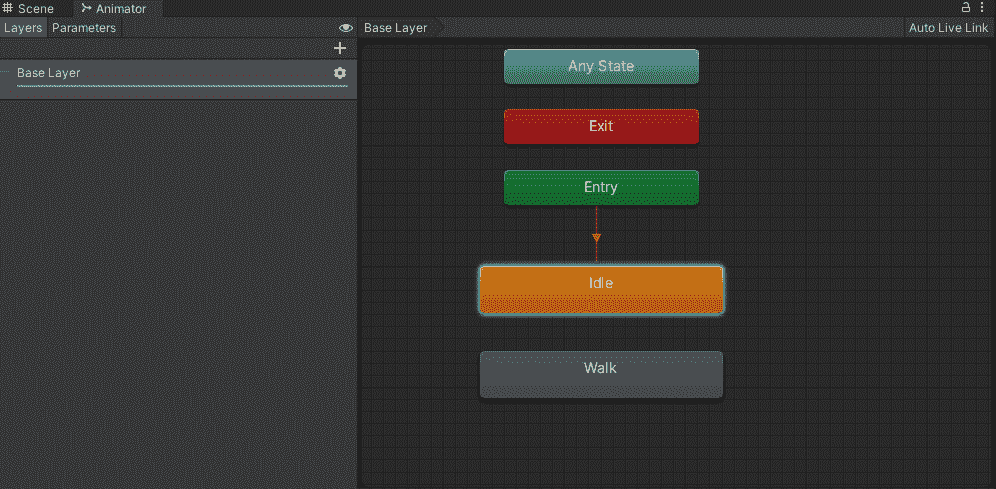 Scene Animator
Layers Parameters Base Layer Auto Live Link
Base Layer
Any State
Exit
Entry
Idle
Walk